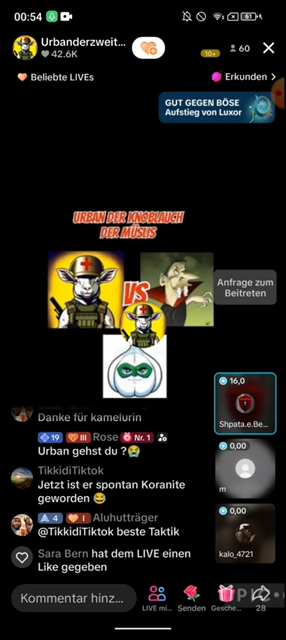 00:54
61
Urbanderzweit...
42.6K
10+
60
Beliebte LIVEs
Erkunden
GUT GEGEN BÖSE
Aufstieg von Luxor
URBAN DER KNOBLAUCH
DER MÜSLIS
VS
Anfrage zum
Beitreten
16,0
Shpata.e.Be...
Danke für kamelurin
19 III Rose Nr. 1
Urban gehst du ?😭
0,00
m
TikkidiTiktok
Jetzt ist er spontan Koranite
geworden 😂
4 I Aluhutträger
@TikkidiTiktok beste Taktik
0,00
kalo_4721
Sara Bern hat dem LIVE einen
Like gegeben
Kommentar hinz...
LIVE mi...
Senden
Gesche...
28